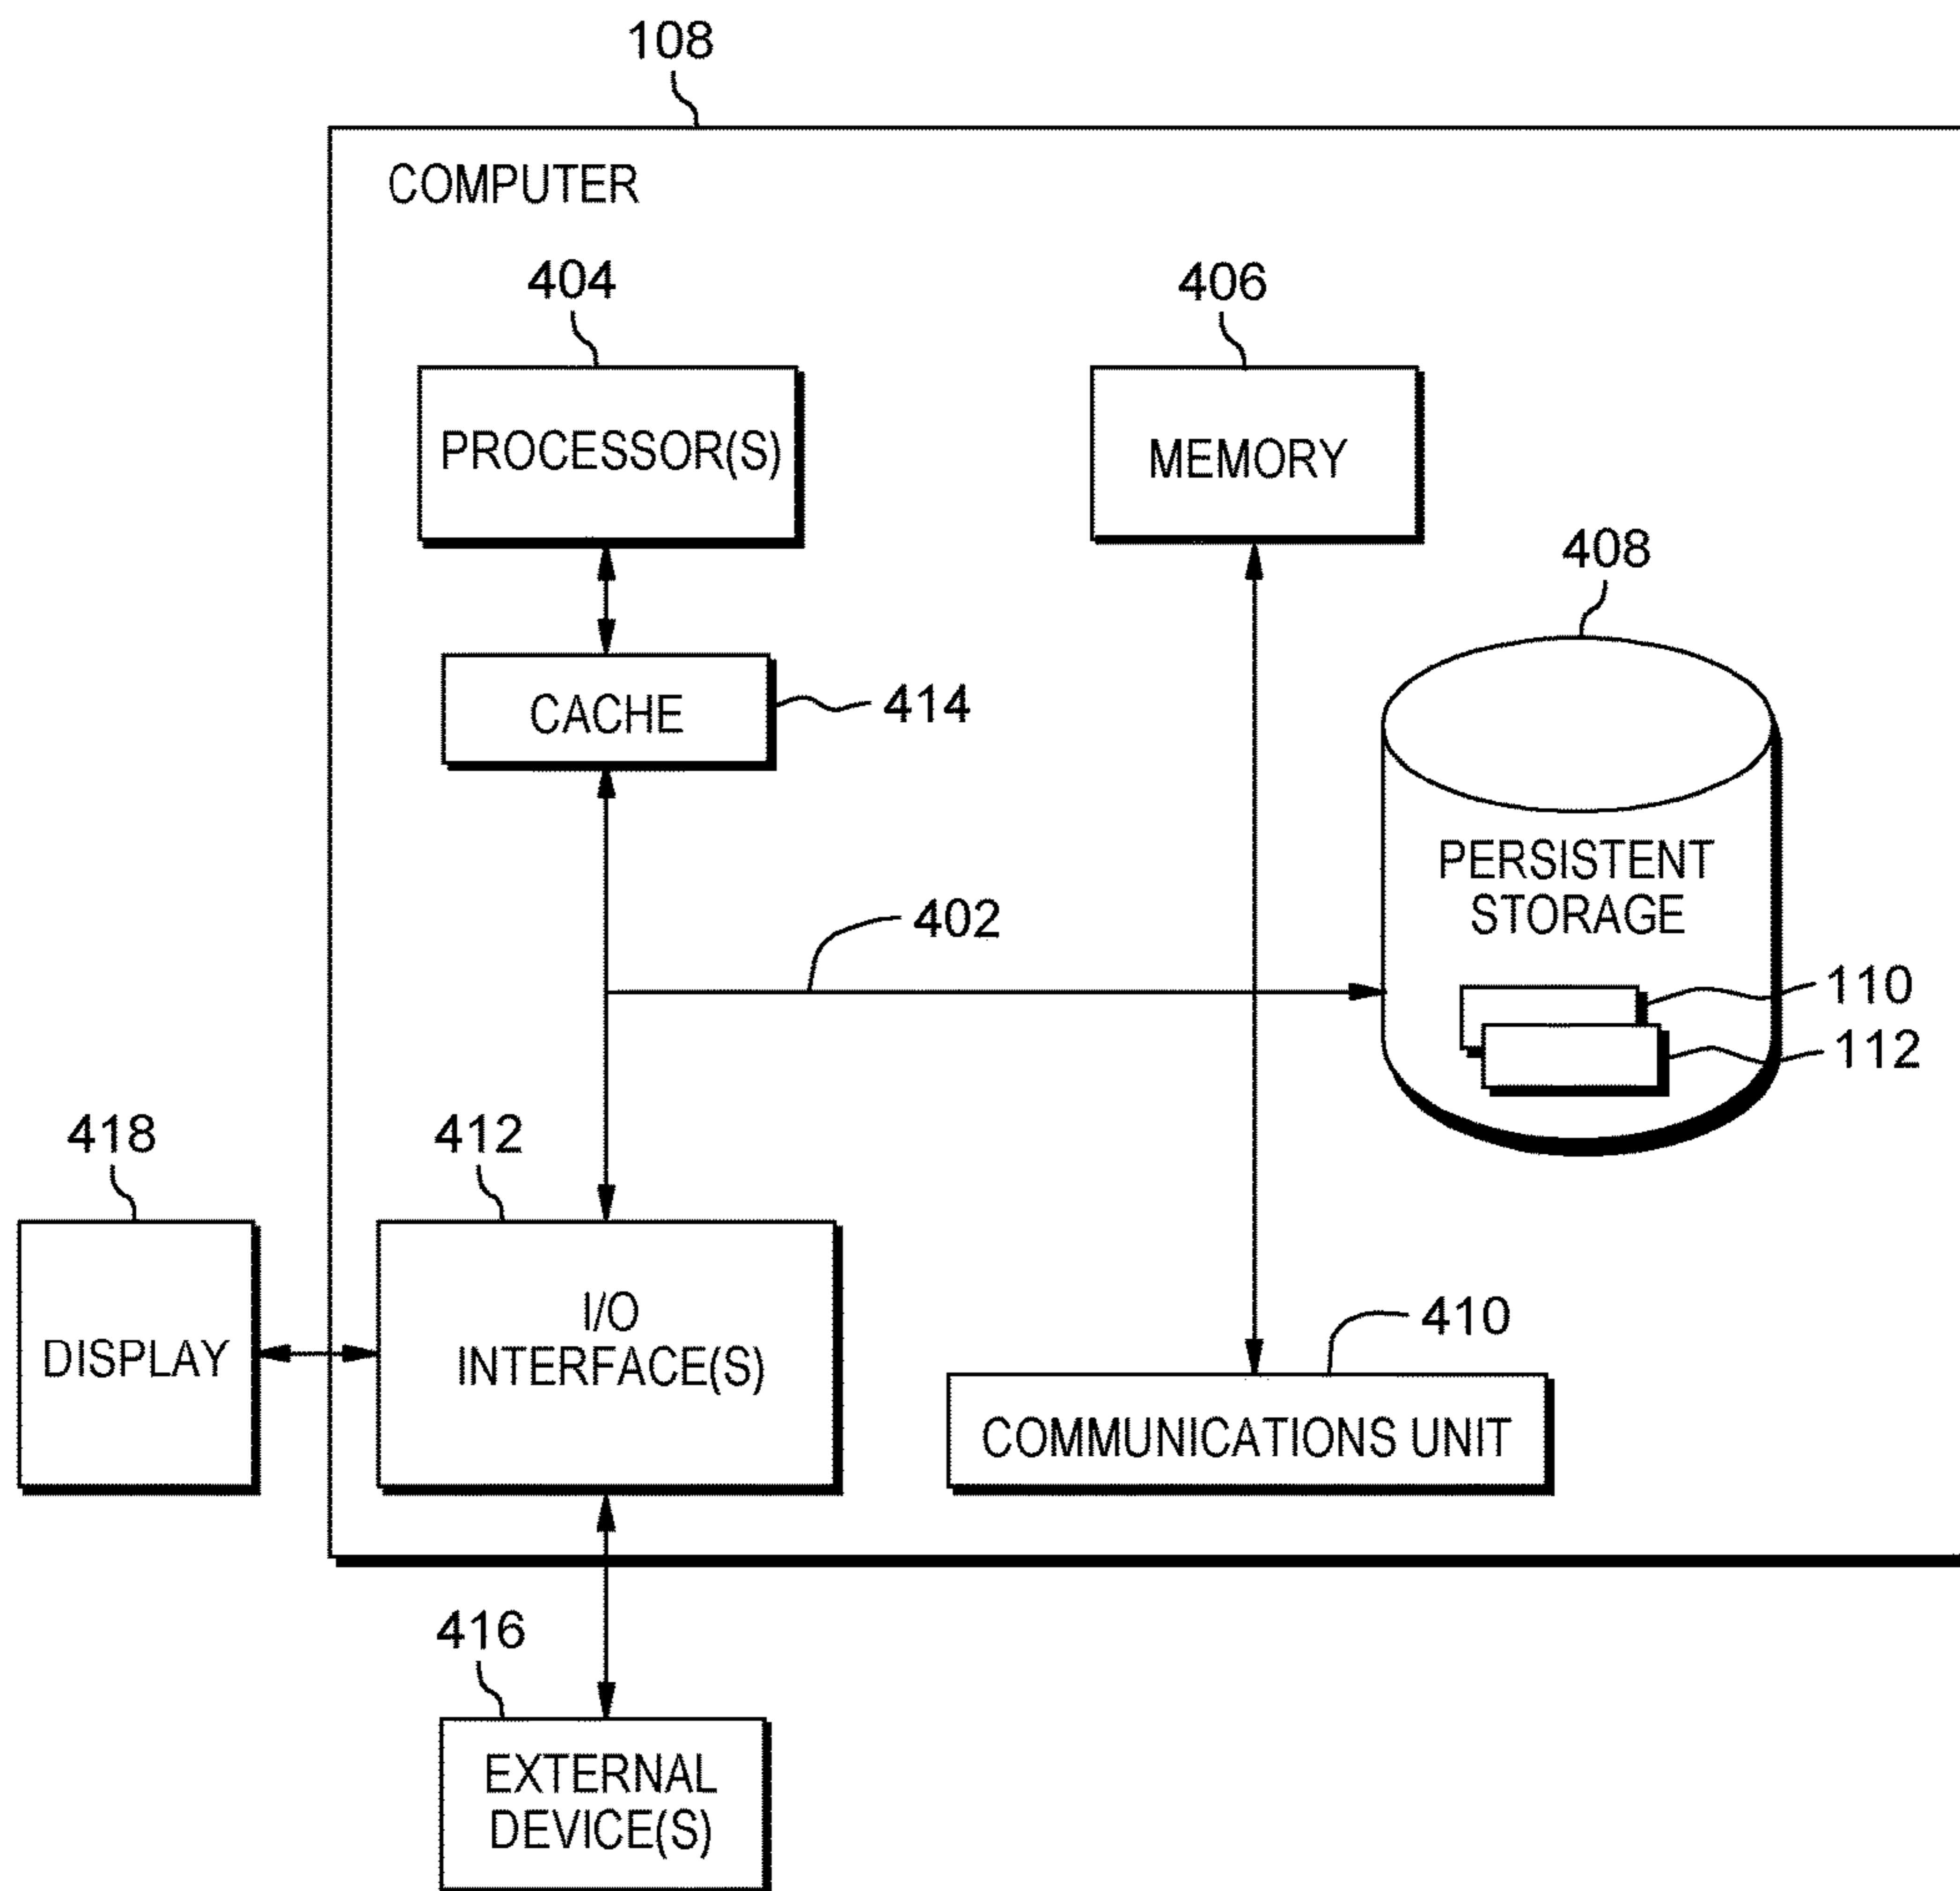 108
COMPUTER
404
406
PROCESSOR(S)
MEMORY
408
CACHE
414
PERSISTENT
STORAGE
402
110
112
418
412
I/O
INTERFACE(S)
DISPLAY
410
COMMUNICATIONS UNIT
416
EXTERNAL
DEVICE(S)